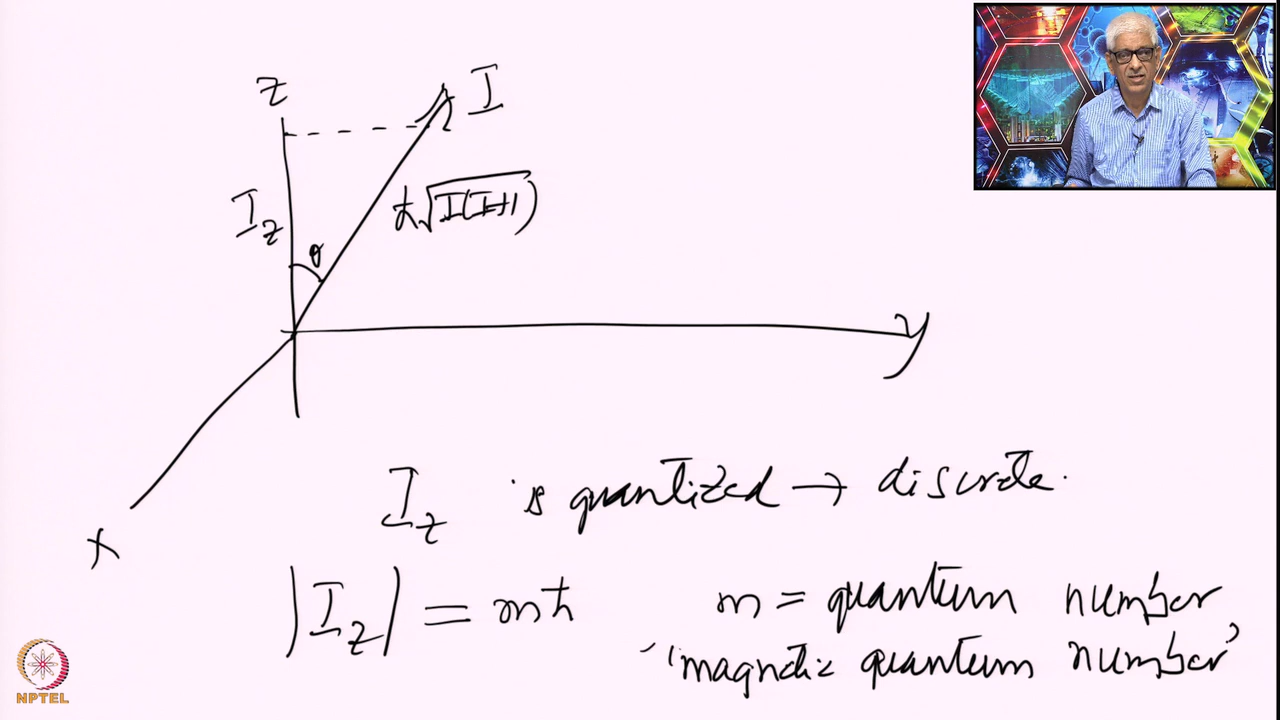 z
I
I_z
θ
ħ√I(I+1)
y
x
I_z is quantized → discrete.
|I_z| = mħ
m = quantum number
'magnetic quantum number'
NPTEL